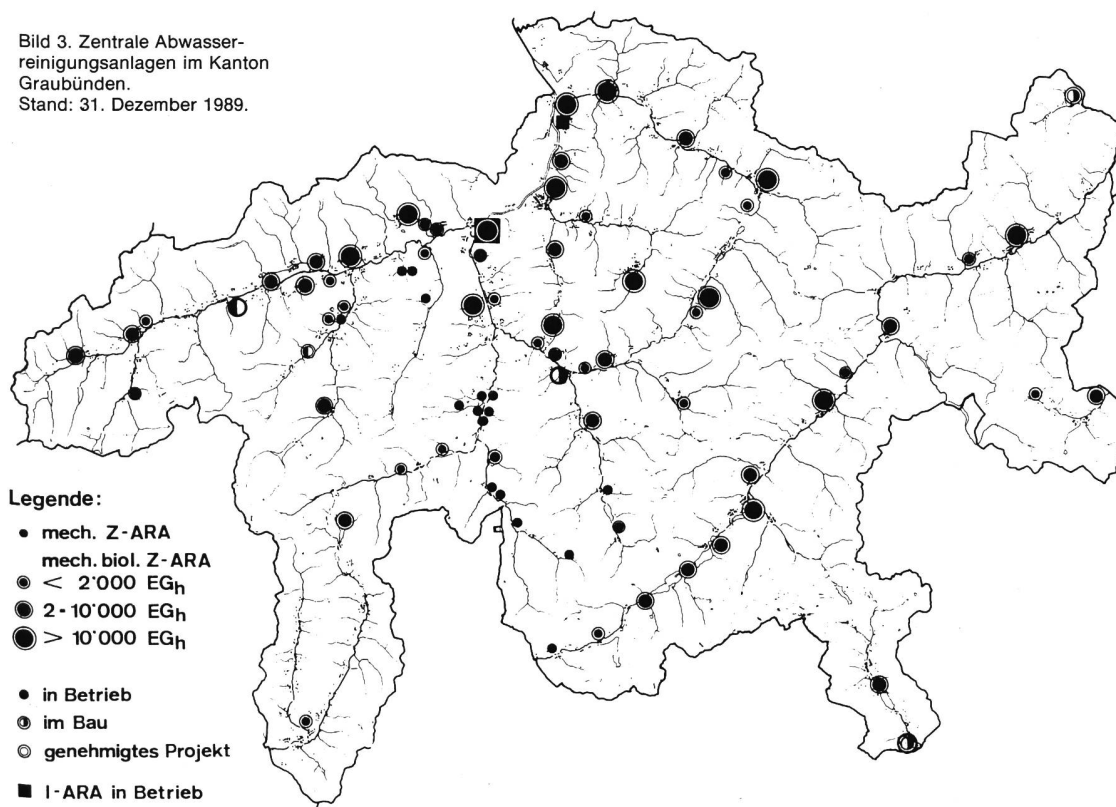 Bild 3. Zentrale Abwasser-
reinigungsanlagen im Kanton
Graubünden.
Stand: 31. Dezember 1989.
Legende:
mech. Z-ARA
mech. biol. Z-ARA
< 2'000 EGh
2-10'000 EGh
> 10'000 EGh
in Betrieb
im Bau
genehmigtes Projekt
I-ARA in Betrieb